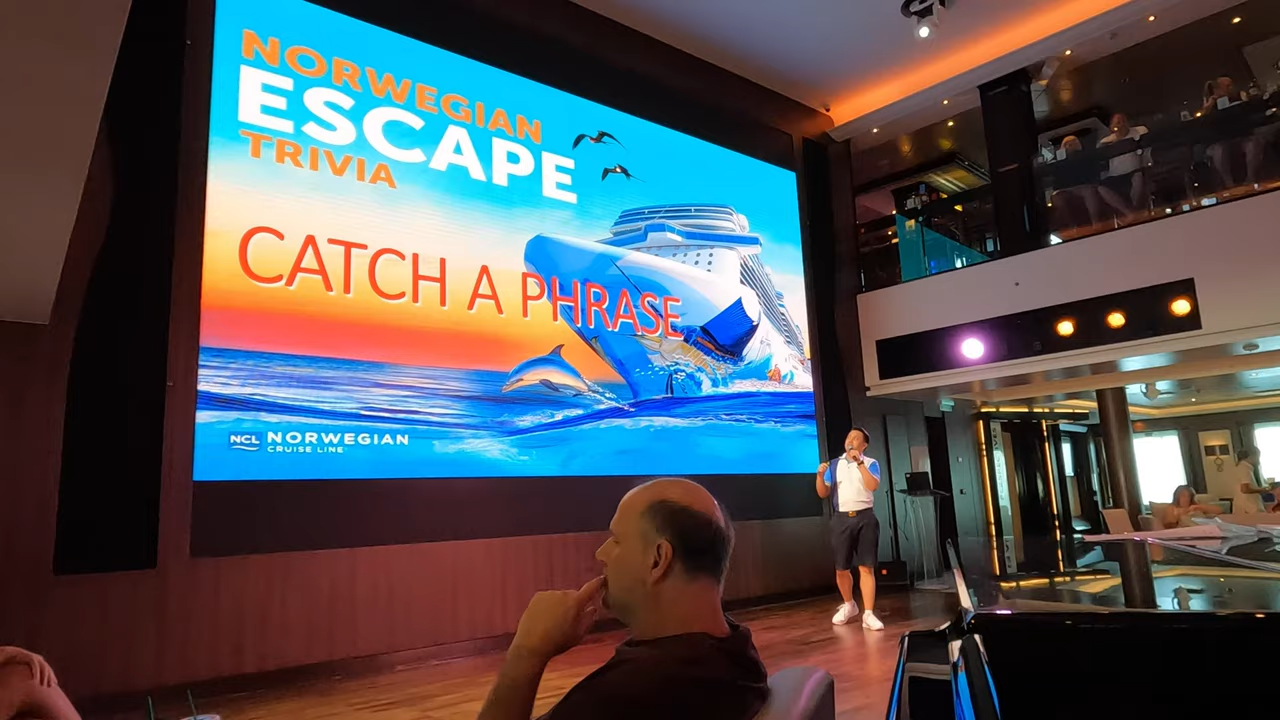 NORWEGIAN
ESCAPE
TRIVIA
CATCH A PHRASE
NCL NORWEGIAN
CRUISE LINE